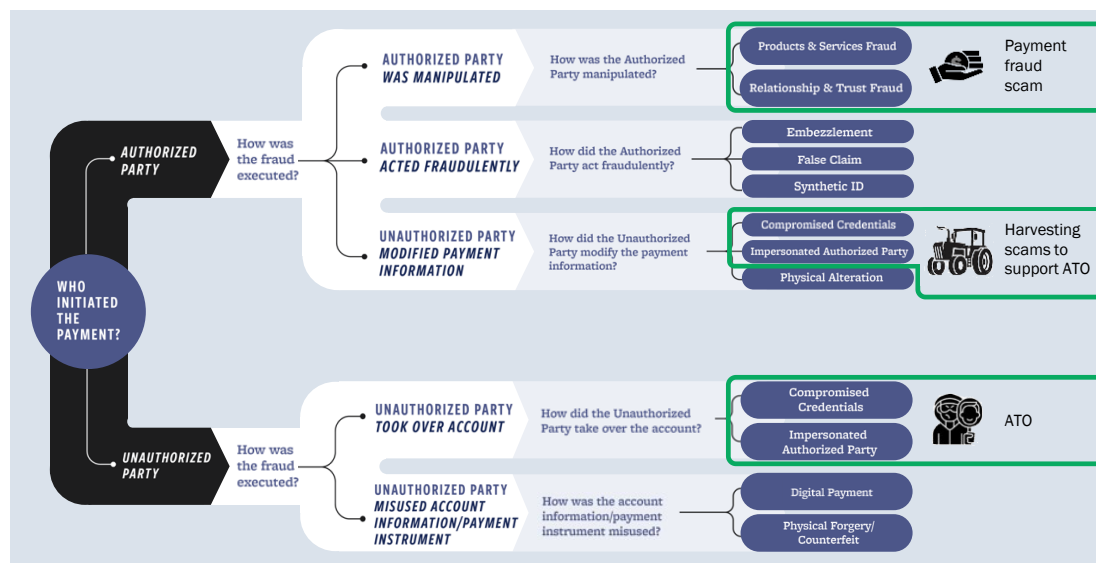 WHO
INITIATED
THE
PAYMENT?
AUTHORIZED
PARTY
How was
the fraud
executed?
AUTHORIZED PARTY
WAS MANIPULATED
How was the Authorized
Party manipulated?
Products & Services Fraud
Relationship & Trust Fraud
Payment
fraud
scam
AUTHORIZED PARTY
ACTED FRAUDULENTLY
How did the Authorized
Party act fraudulently?
Embezzlement
False Claim
Synthetic ID
UNAUTHORIZED PARTY
MODIFIED PAYMENT
INFORMATION
How did the Unauthorized
Party modify the payment
information?
Compromised Credentials
Impersonated Authorized Party
Physical Alteration
Harvesting
scams to
support ATO
UNAUTHORIZED
PARTY
How was
the fraud
executed?
UNAUTHORIZED PARTY
TOOK OVER ACCOUNT
How did the Unauthorized
Party take over the account?
Compromised
Credentials
Impersonated
Authorized Party
ATO
UNAUTHORIZED PARTY
MISUSED ACCOUNT
INFORMATION/PAYMENT
INSTRUMENT
How was the account
information/payment
instrument misused?
Digital Payment
Physical Forgery/
Counterfeit